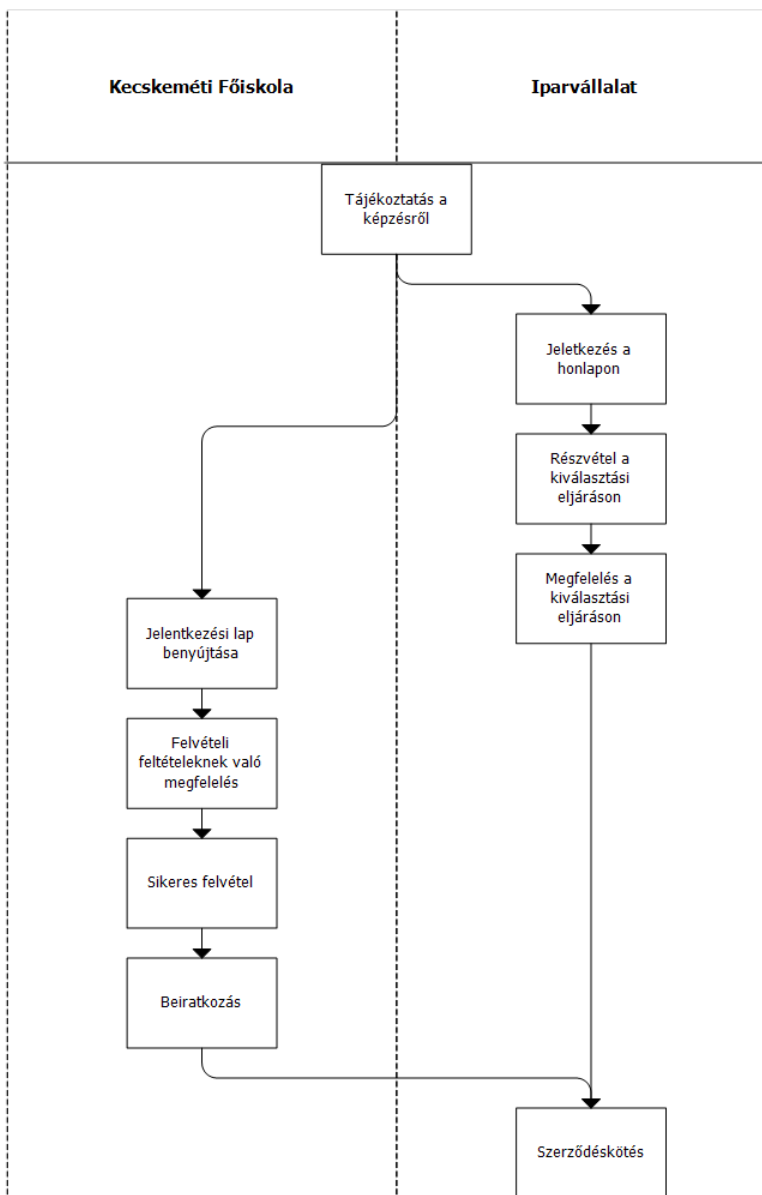 Kecskeméti Főiskola
Iparvállalat
Tájékoztatás a
képzésről
Jeletkezés a
honlapon
Részvétel a
kiválasztási
eljáráson
Megfelelés a
kiválasztási
eljáráson
Jelentkezési lap
benyújtása
Felvételi
feltételeknek való
megfelelés
Sikeres felvétel
Beiratkozás
Szerződéskötés